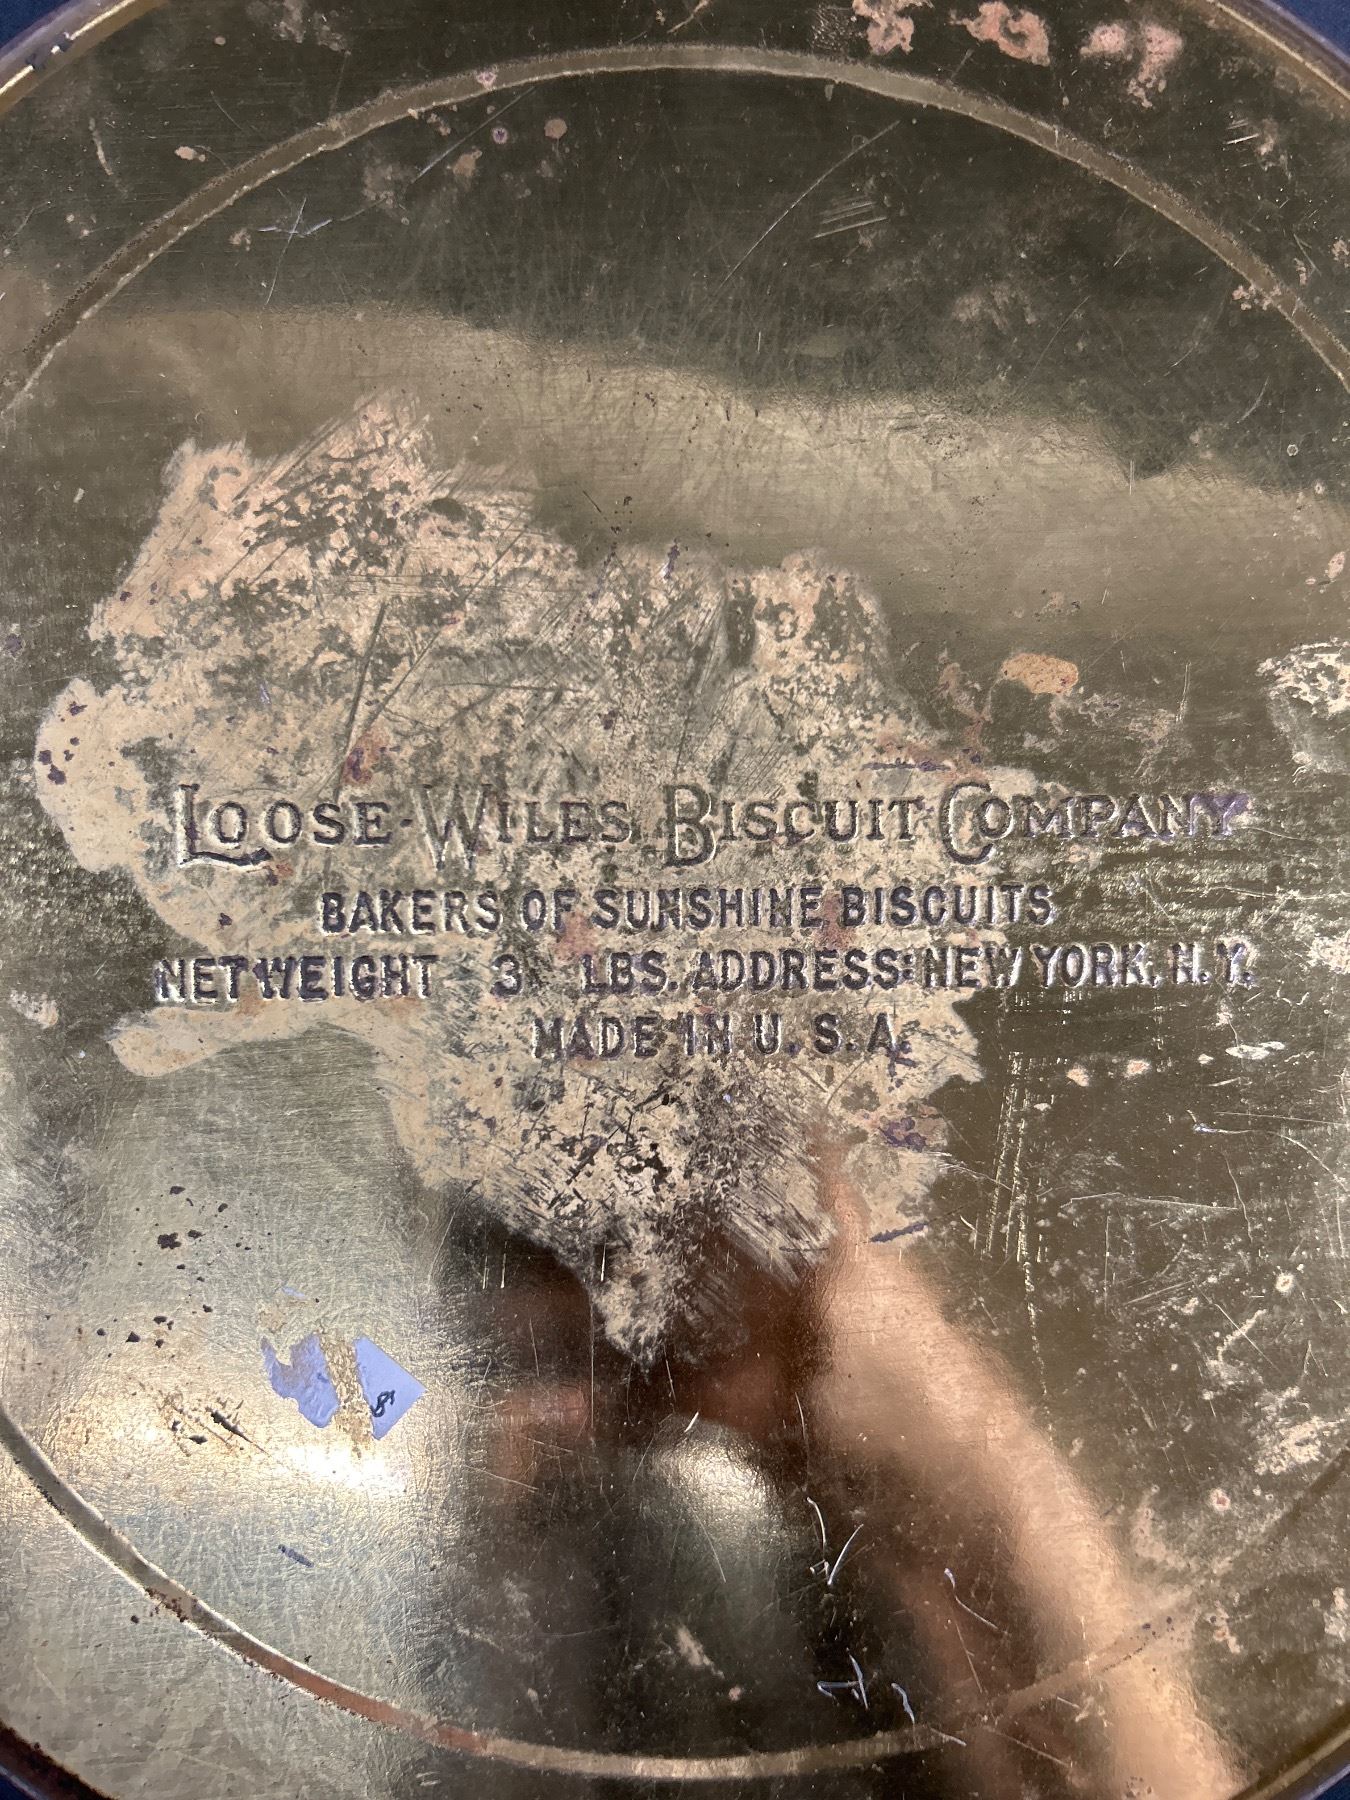 LOOSE-WILES BISCUIT COMPANY
BAKERS OF SUNSHINE BISCUITS
NET WEIGHT 3 LBS. ADDRESS: NEW YORK, N.Y.
MADE IN U.S.A.